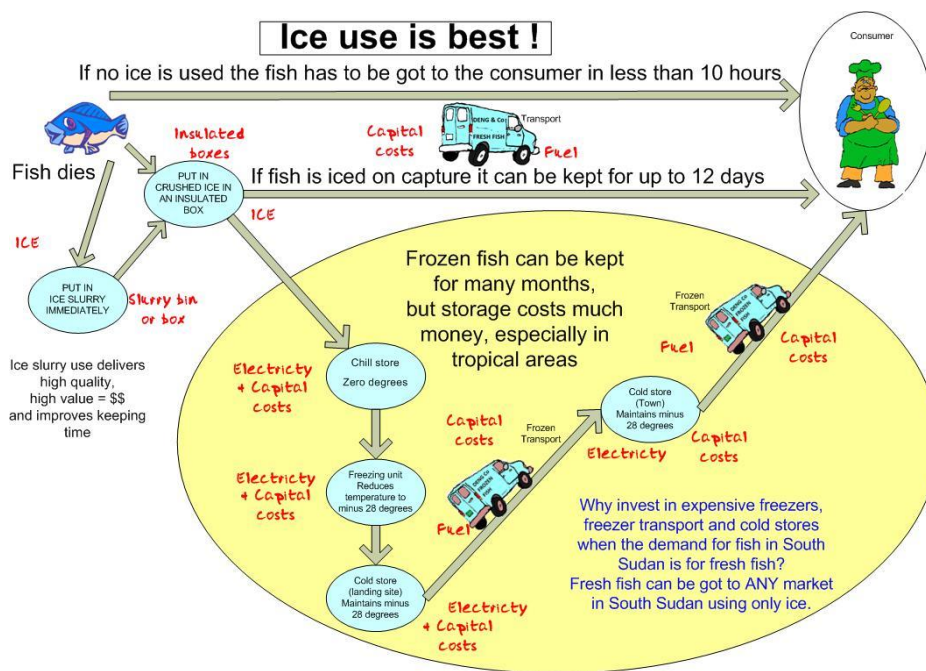 Ice use is best !
Consumer
If no ice is used the fish has to be got to the consumer in less than 10 hours
Transport
DENG & Co
FRESH FISH
Capital
costs
Fuel
Insulated
boxes
Fish dies
PUT IN
CRUSHED ICE IN
AN INSULATED
BOX
If fish is iced on capture it can be kept for up to 12 days
ICE
ICE
PUT IN
ICE SLURRY
IMMEDIATELY
Slurry bin
or box
Ice slurry use delivers
high quality,
high value = $$
and improves keeping
time
Frozen fish can be kept
for many months,
but storage costs much
money, especially in
tropical areas
Chill store
Zero degrees
Electricty
+ Capital
costs
Freezing unit
Reduces
temperature to
minus 28 degrees
Electricty
+ Capital
costs
Cold store
(landing site)
Maintains minus
28 degrees
Electricty
+ Capital
costs
Capital
costs
Frozen
Transport
DENG Co
FROZEN
FISH
Fuel
Cold store
(Town)
Maintains minus
28 degrees
Electricity
Capital
costs
Frozen
Transport
DENG Co
FROZEN
FISH
Fuel
Capital
costs
Why invest in expensive freezers,
freezer transport and cold stores
when the demand for fish in South
Sudan is for fresh fish?
Fresh fish can be got to ANY market
in South Sudan using only ice.